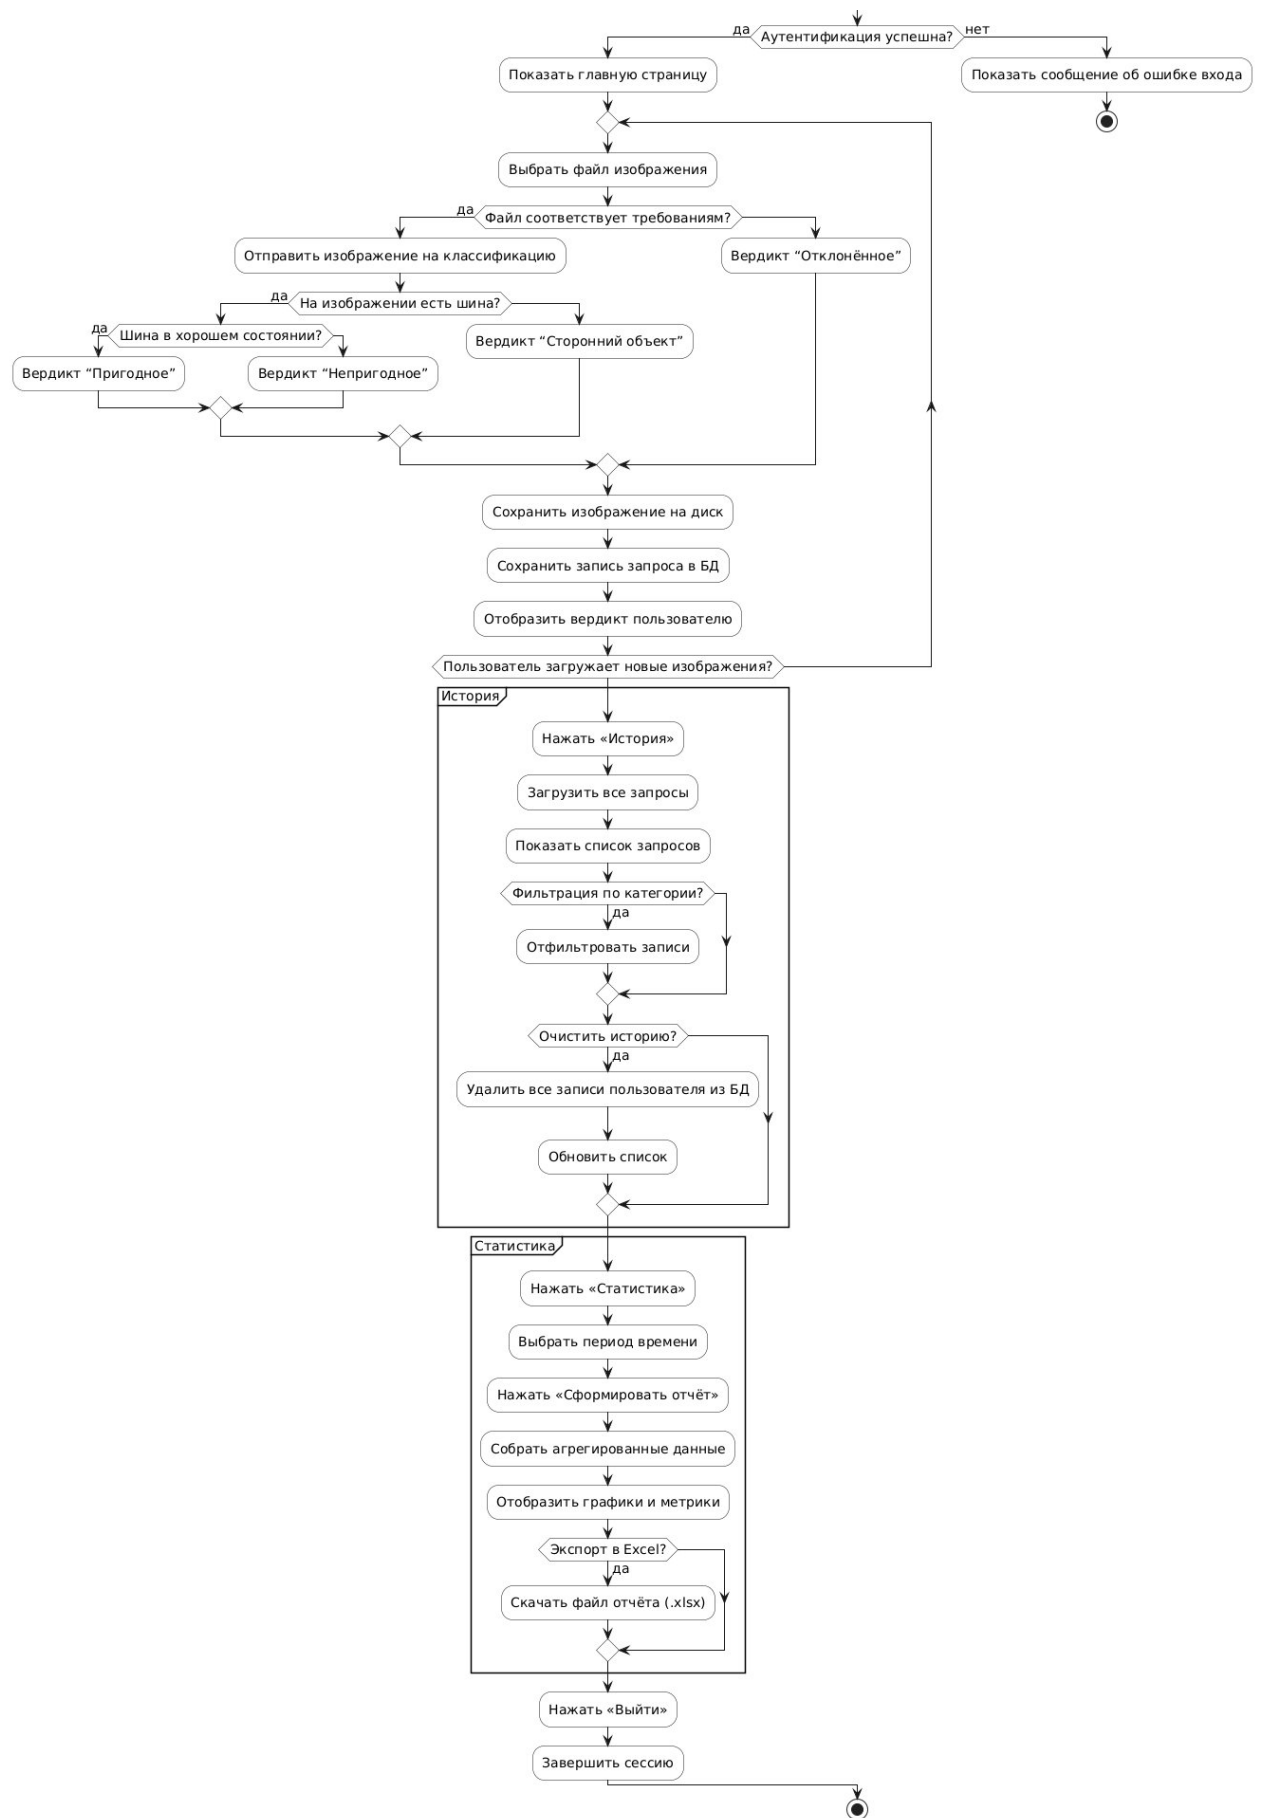 да
Аутентификация успешна?
нет
Показать главную страницу
Показать сообщение об ошибке входа
Выбрать файл изображения
да
Файл соответствует требованиям?
Отправить изображение на классификацию
Вердикт “Отклонённое”
да
На изображении есть шина?
да
Шина в хорошем состоянии?
Вердикт “Сторонний объект”
Вердикт “Пригодное”
Вердикт “Непригодное”
Сохранить изображение на диск
Сохранить запись запроса в БД
Отобразить вердикт пользователю
Пользователь загружает новые изображения?
История
Нажать «История»
Загрузить все запросы
Показать список запросов
Фильтрация по категории?
да
Отфильтровать записи
Очистить историю?
да
Удалить все записи пользователя из БД
Обновить список
Статистика
Нажать «Статистика»
Выбрать период времени
Нажать «Сформировать отчёт»
Собрать агрегированные данные
Отобразить графики и метрики
Экспорт в Excel?
да
Скачать файл отчёта (.xlsx)
Нажать «Выйти»
Завершить сессию